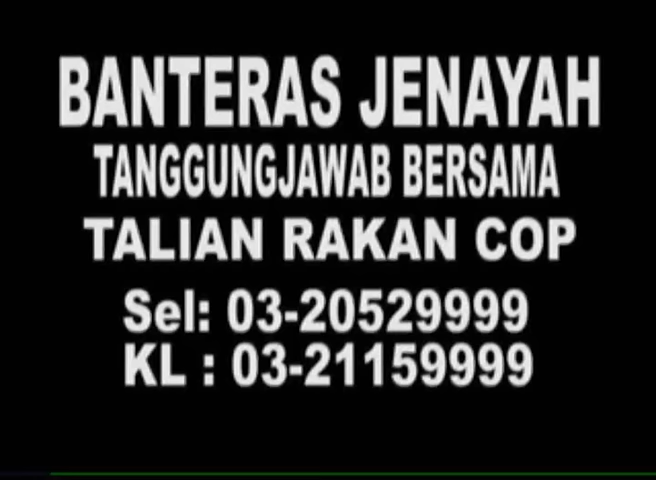 BANTERAS JENAYAH
TANGGUNGJAWAB BERSAMA
TALIAN RAKAN COP
Sel: 03-20529999
KL : 03-21159999